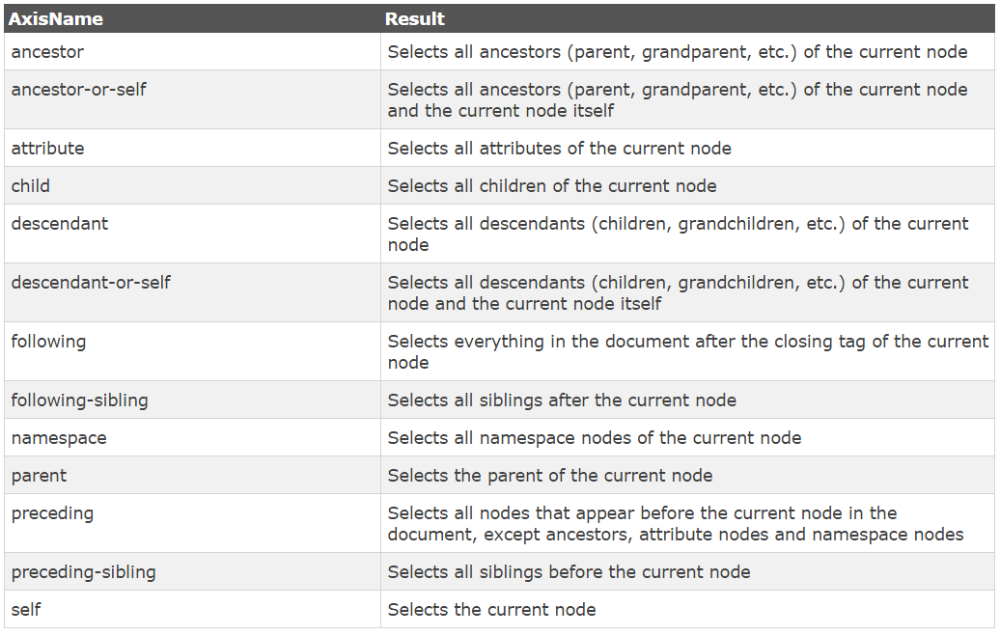 AxisName Result
ancestor Selects all ancestors (parent, grandparent, etc.) of the current node
ancestor-or-self Selects all ancestors (parent, grandparent, etc.) of the current node
and the current node itself
attribute Selects all attributes of the current node
child Selects all children of the current node
descendant Selects all descendants (children, grandchildren, etc.) of the current
node
descendant-or-self Selects all descendants (children, grandchildren, etc.) of the current
node and the current node itself
following Selects everything in the document after the closing tag of the current
node
following-sibling Selects all siblings after the current node
namespace Selects all namespace nodes of the current node
parent Selects the parent of the current node
preceding Selects all nodes that appear before the current node in the
document, except ancestors, attribute nodes and namespace nodes
preceding-sibling Selects all siblings before the current node
self Selects the current node